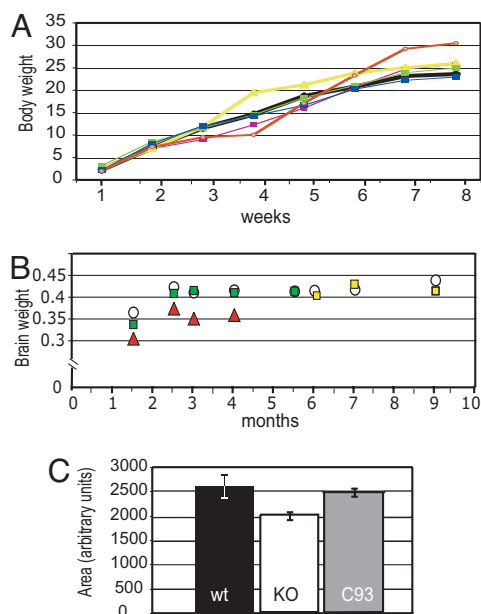 A
Body weight
35
30
25
20
15
10
5
0
1 2 3 4 5 6 7 8
weeks
B
Brain weight
0.45
0.4
0.35
0.3
0
0 1 2 3 4 5 6 7 8 9 10
months
C
Area (arbitrary units)
3000
2500
2000
1500
1000
500
0
wt KO C93